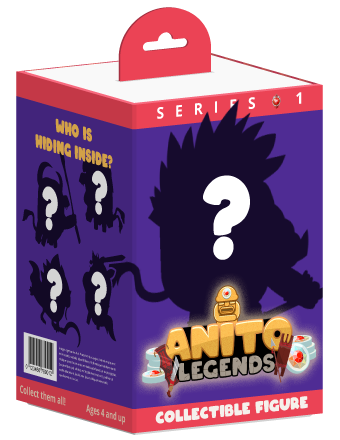 SERIES 1
WHO IS
HIDING INSIDE?
?
?
?
?
?
ANITO
LEGENDS
COLLECTIBLE FIGURE
Collect them all!
Ages 4 and up